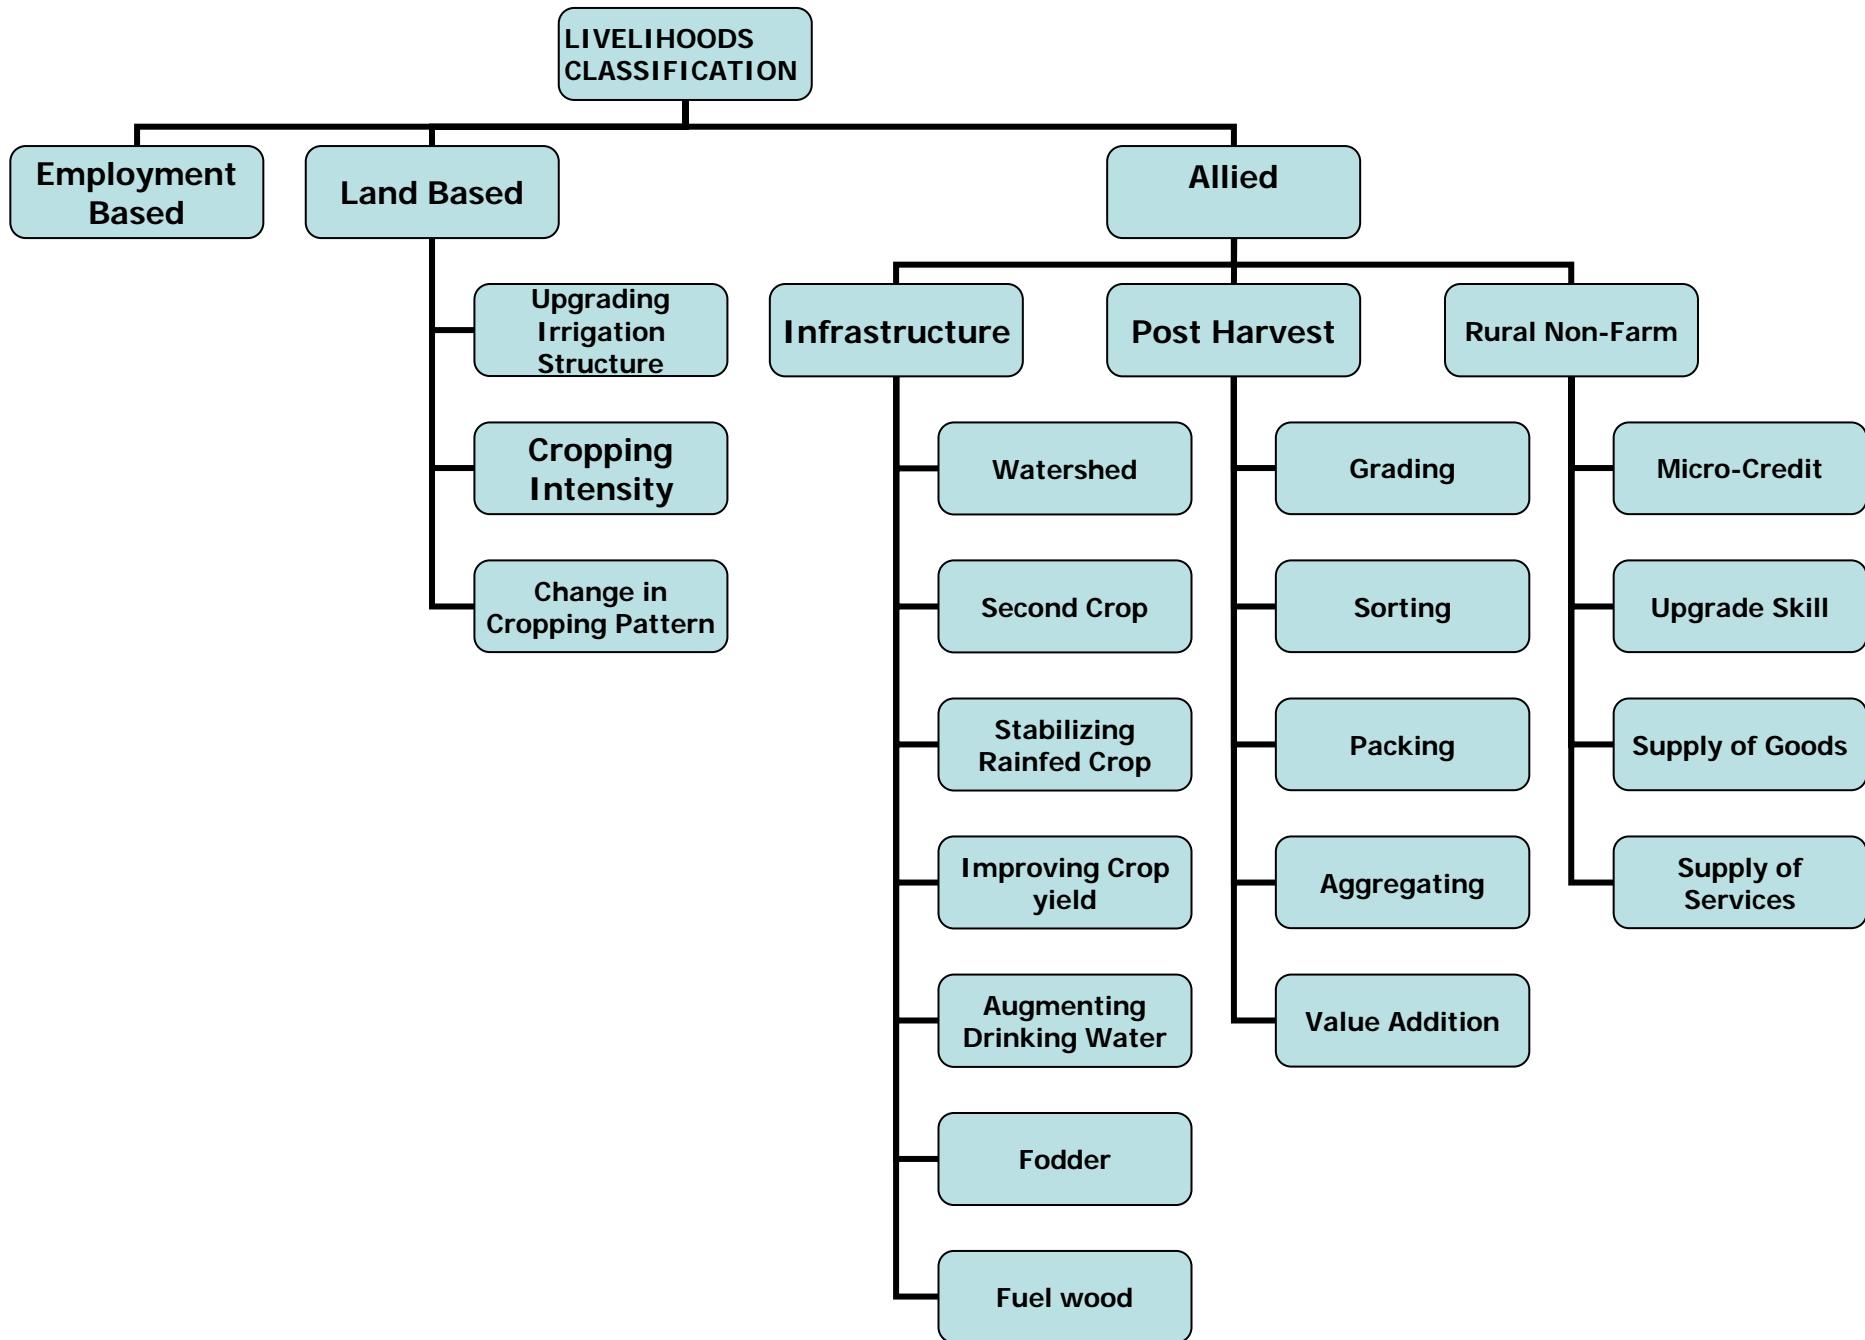 LIVELIHOODS
CLASSIFICATION
Employment
Based
Land Based
Allied
Upgrading
Irrigation
Structure
Cropping
Intensity
Change in
Cropping Pattern
Infrastructure
Watershed
Second Crop
Stabilizing
Rainfed Crop
Improving Crop
yield
Augmenting
Drinking Water
Fodder
Fuel wood
Post Harvest
Grading
Sorting
Packing
Aggregating
Value Addition
Rural Non-Farm
Micro-Credit
Upgrade Skill
Supply of Goods
Supply of
Services